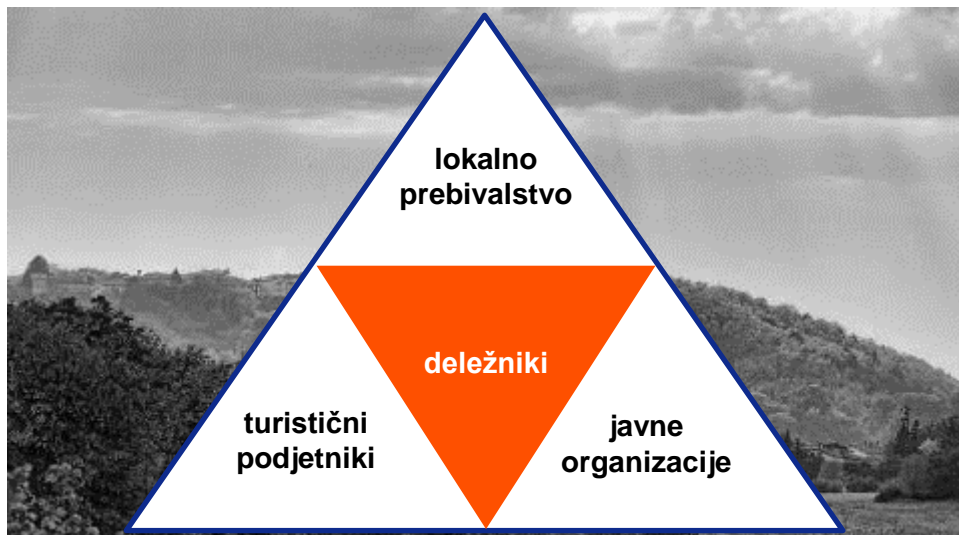 lokalno
prebivalstvo
deležniki
turistični
podjetniki
javne
organizacije